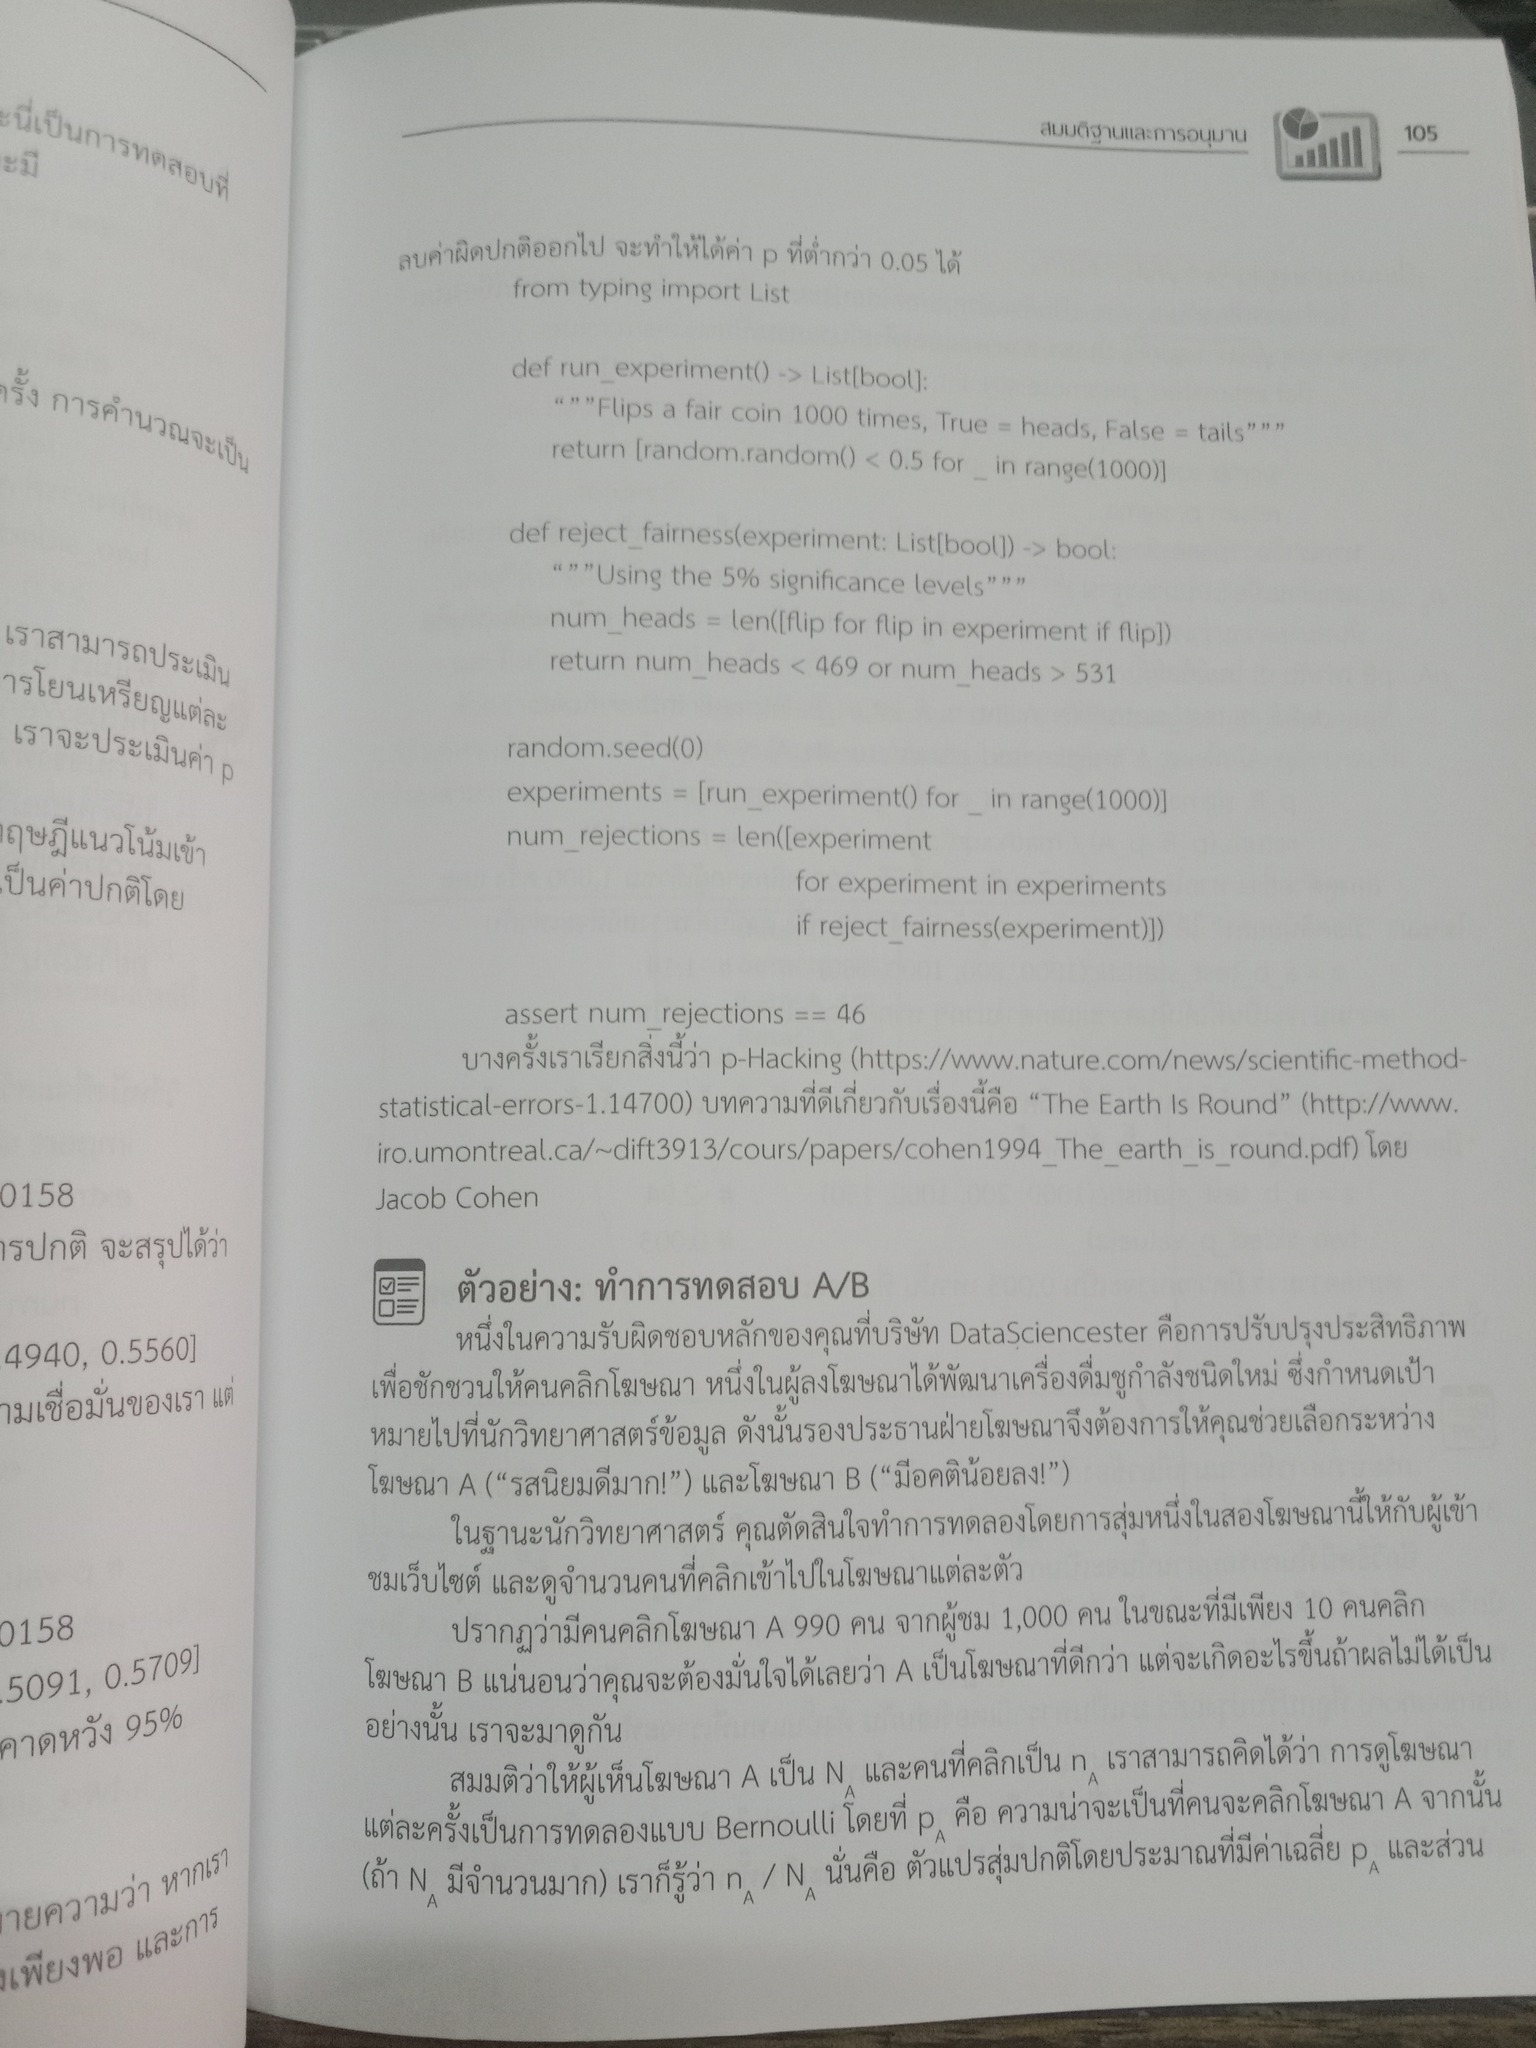 ะนี่เป็นการทดสอบที่
ะมี
ครั้ง การคำนวณจะเป็น
เราสามารถประเมิน
ารโยนเหรียญแต่ละ
เราจะประเมินค่า p
ฤษฎีแนวโน้มเข้า
เป็นค่าปกติโดย
0158
ารปกติ จะสรุปได้ว่า
.4940, 0.5560]
ามเชื่อมั่นของเรา แต่
0158
.5091, 0.5709]
คาดหวัง 95%
ายความว่า หากเรา
งเพียงพอ และการ
สมมติฐานและการอนุมาน 105
ลบค่าผิดปกติออกไป จะทำให้ได้ค่า p ที่ต่ำกว่า 0.05 ได้
from typing import List
def run_experiment() -> List[bool]:
“””Flips a fair coin 1000 times, True = heads, False = tails”””
return [random.random() < 0.5 for _ in range(1000)]
def reject_fairness(experiment: List[bool]) -> bool:
“””Using the 5% significance levels”””
num_heads = len([flip for flip in experiment if flip])
return num_heads < 469 or num_heads > 531
random.seed(0)
experiments = [run_experiment() for _ in range(1000)]
num_rejections = len([experiment
for experiment in experiments
if reject_fairness(experiment)])
assert num_rejections == 46
บางครั้งเราเรียกสิ่งนี้ว่า p-Hacking (https://www.nature.com/news/scientific-method-
statistical-errors-1.14700) บทความที่ดีเกี่ยวกับเรื่องนี้คือ “The Earth Is Round” (http://www.
iro.umontreal.ca/~dift3913/cours/papers/cohen1994_The_earth_is_round.pdf) โดย
Jacob Cohen
ตัวอย่าง: ทำการทดสอบ A/B
หนึ่งในความรับผิดชอบหลักของคุณที่บริษัท DataSciencester คือการปรับปรุงประสิทธิภาพ
เพื่อชักชวนให้คนคลิกโฆษณา หนึ่งในผู้ลงโฆษณาได้พัฒนาเครื่องดื่มชูกำลังชนิดใหม่ ซึ่งกำหนดเป้า
หมายไปที่นักวิทยาศาสตร์ข้อมูล ดังนั้นรองประธานฝ่ายโฆษณาจึงต้องการให้คุณช่วยเลือกระหว่าง
โฆษณา A (“รสนิยมดีมาก!”) และโฆษณา B (“มีอคติน้อยลง!”)
ในฐานะนักวิทยาศาสตร์ คุณตัดสินใจทำการทดลองโดยการสุ่มหนึ่งในสองโฆษณานี้ให้กับผู้เข้า
ชมเว็บไซต์ และดูจำนวนคนที่คลิกเข้าไปในโฆษณาแต่ละตัว
ปรากฏว่ามีคนคลิกโฆษณา A 990 คน จากผู้ชม 1,000 คน ในขณะที่มีเพียง 10 คนคลิก
โฆษณา B แน่นอนว่าคุณจะต้องมั่นใจได้เลยว่า A เป็นโฆษณาที่ดีกว่า แต่จะเกิดอะไรขึ้นถ้าผลไม่ได้เป็น
อย่างนั้น เราจะมาดูกัน
สมมติว่าให้ผู้เห็นโฆษณา A เป็น N_A และคนที่คลิกเป็น n_A เราสามารถคิดได้ว่า การดูโฆษณา
แต่ละครั้งเป็นการทดลองแบบ Bernoulli โดยที่ p_A คือ ความน่าจะเป็นที่คนจะคลิกโฆษณา A จากนั้น
(ถ้า N_A มีจำนวนมาก) เราก็รู้ว่า n_A / N_A นั่นคือ ตัวแปรสุ่มปกติโดยประมาณที่มีค่าเฉลี่ย p_A และส่วน